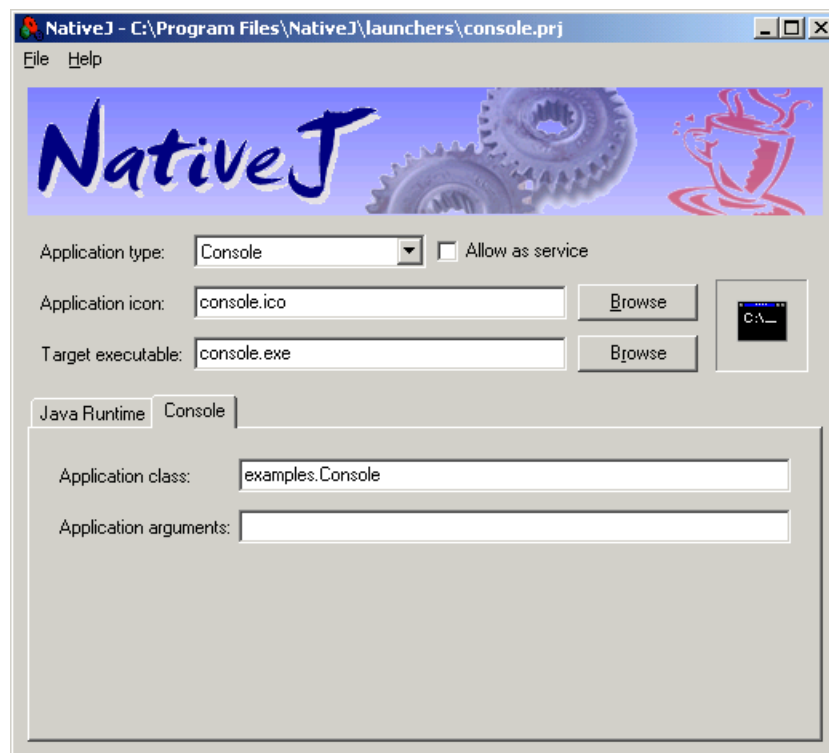 NativeJ - C:\Program Files\NativeJ\launchers\console.prj
File Help
NativeJ
Application type: Console Allow as service
Application icon: console.ico Browse
C:\_
Target executable: console.exe Browse
Java Runtime Console
Application class: examples.Console
Application arguments: